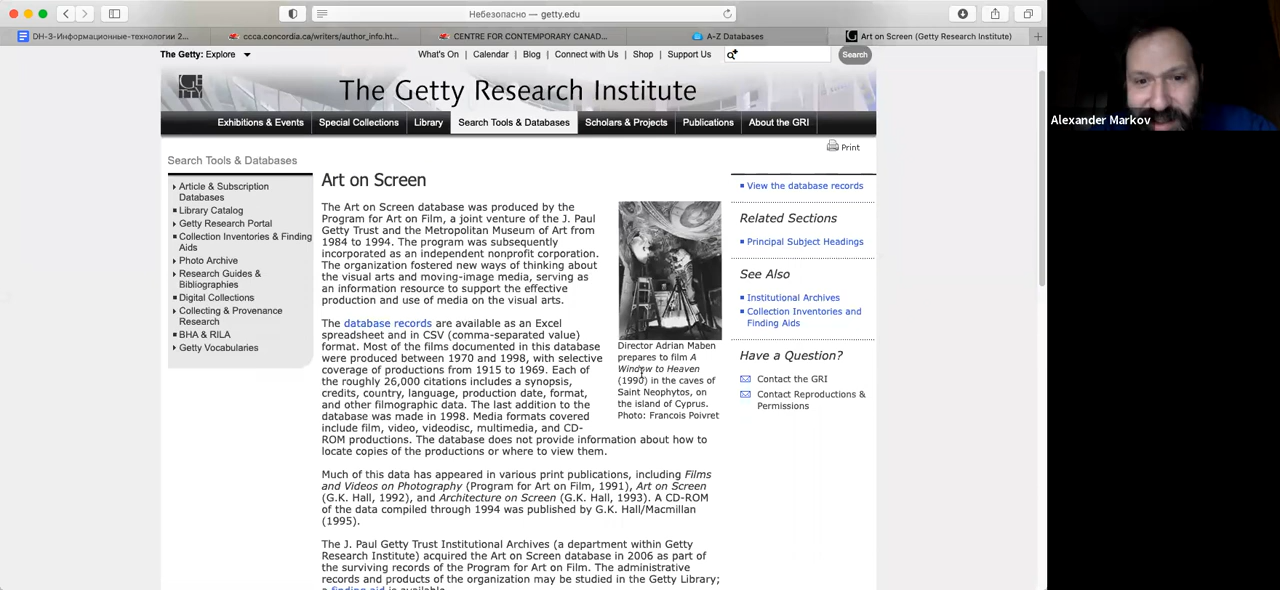 Небезопасно — getty.edu
DH-3-Информационные-технологии 2...
ccca.concordia.ca/writers/author_info.ht...
CENTRE FOR CONTEMPORARY CANAD...
A-Z Databases
Art on Screen (Getty Research Institute)
The Getty: Explore
What's On | Calendar | Blog | Connect with Us | Shop | Support Us
Search
The Getty Research Institute
Exhibitions & Events
Special Collections
Library
Search Tools & Databases
Scholars & Projects
Publications
About the GRI
Print
Search Tools & Databases
Article & Subscription
Databases
Library Catalog
Getty Research Portal
Collection Inventories & Finding
Aids
Photo Archive
Research Guides &
Bibliographies
Digital Collections
Collecting & Provenance
Research
BHA & RILA
Getty Vocabularies
Art on Screen
The Art on Screen database was produced by the
Program for Art on Film, a joint venture of the J. Paul
Getty Trust and the Metropolitan Museum of Art from
1984 to 1994. The program was subsequently
incorporated as an independent nonprofit corporation.
The organization fostered new ways of thinking about
the visual arts and moving-image media, serving as
an information resource to support the effective
production and use of media on the visual arts.
The database records are available as an Excel
spreadsheet and in CSV (comma-separated value)
format. Most of the films documented in this database
were produced between 1970 and 1998, with selective
coverage of productions from 1915 to 1969. Each of
the roughly 26,000 citations includes a synopsis,
credits, country, language, production date, format,
and other filmographic data. The last addition to the
database was made in 1998. Media formats covered
include film, video, videodisc, multimedia, and CD-
ROM productions. The database does not provide information about how to
locate copies of the productions or where to view them.
Much of this data has appeared in various print publications, including Films
and Videos on Photography (Program for Art on Film, 1991), Art on Screen
(G.K. Hall, 1992), and Architecture on Screen (G.K. Hall, 1993). A CD-ROM
of the data compiled through 1994 was published by G.K. Hall/Macmillan
(1995).
The J. Paul Getty Trust Institutional Archives (a department within Getty
Research Institute) acquired the Art on Screen database in 2006 as part of
the surviving records of the Program for Art on Film. The administrative
records and products of the organization may be studied in the Getty Library;
a finding aid is available
Director Adrian Maben
prepares to film A
Window to Heaven
(1990) in the caves of
Saint Neophytos, on
the island of Cyprus.
Photo: Francois Poivret
View the database records
Related Sections
Principal Subject Headings
See Also
Institutional Archives
Collection Inventories and
Finding Aids
Have a Question?
Contact the GRI
Contact Reproductions &
Permissions
Alexander Markov